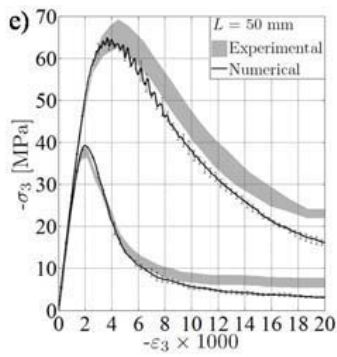 e)
L = 50 mm
Experimental
Numerical
70
60
50
40
30
20
10
0
-σ₃ [MPa]
0 2 4 6 8 10 12 14 16 18 20
-ε₃ × 1000